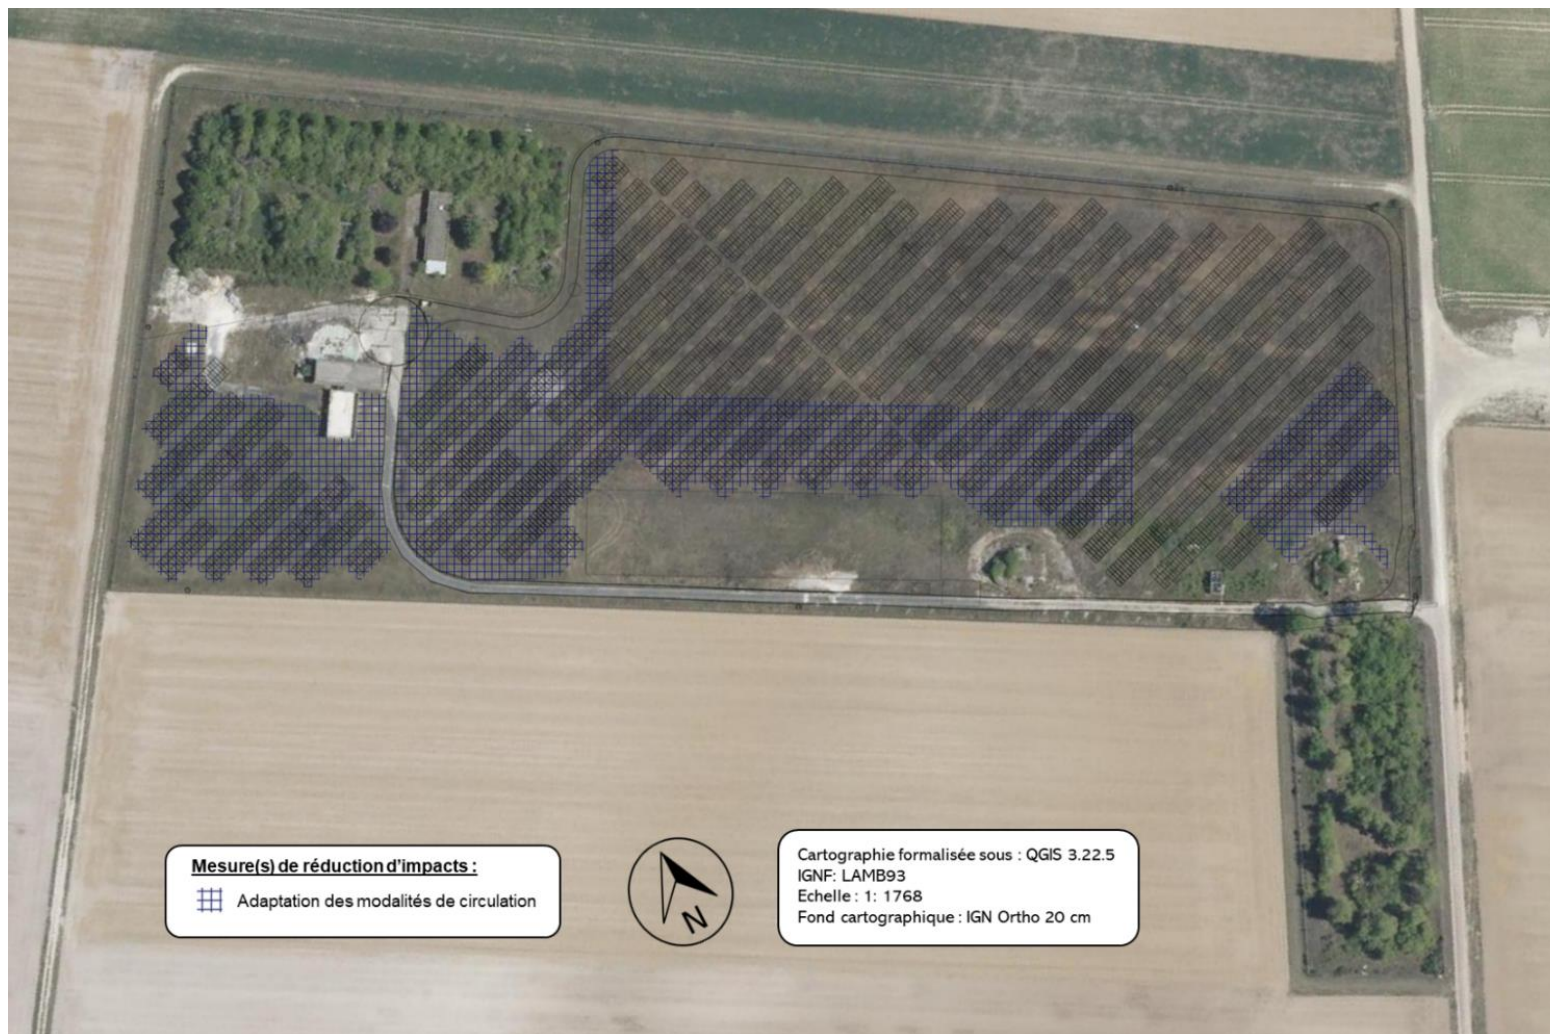 Mesure(s) de réduction d'impacts :
Adaptation des modalités de circulation
N
Cartographie formalisée sous : QGIS 3.22.5
IGNF: LAMB93
Echelle : 1: 1768
Fond cartographique : IGN Ortho 20 cm